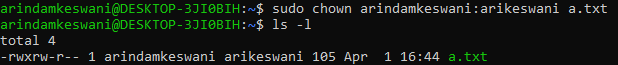 arindamkeswani@DESKTOP-3JI0BIH:~$ sudo chown arindamkeswani:arikeswani a.txt
arindamkeswani@DESKTOP-3JI0BIH:~$ ls -l
total 4
-rwxrw-r-- 1 arindamkeswani arikeswani 105 Apr  1 16:44 a.txt